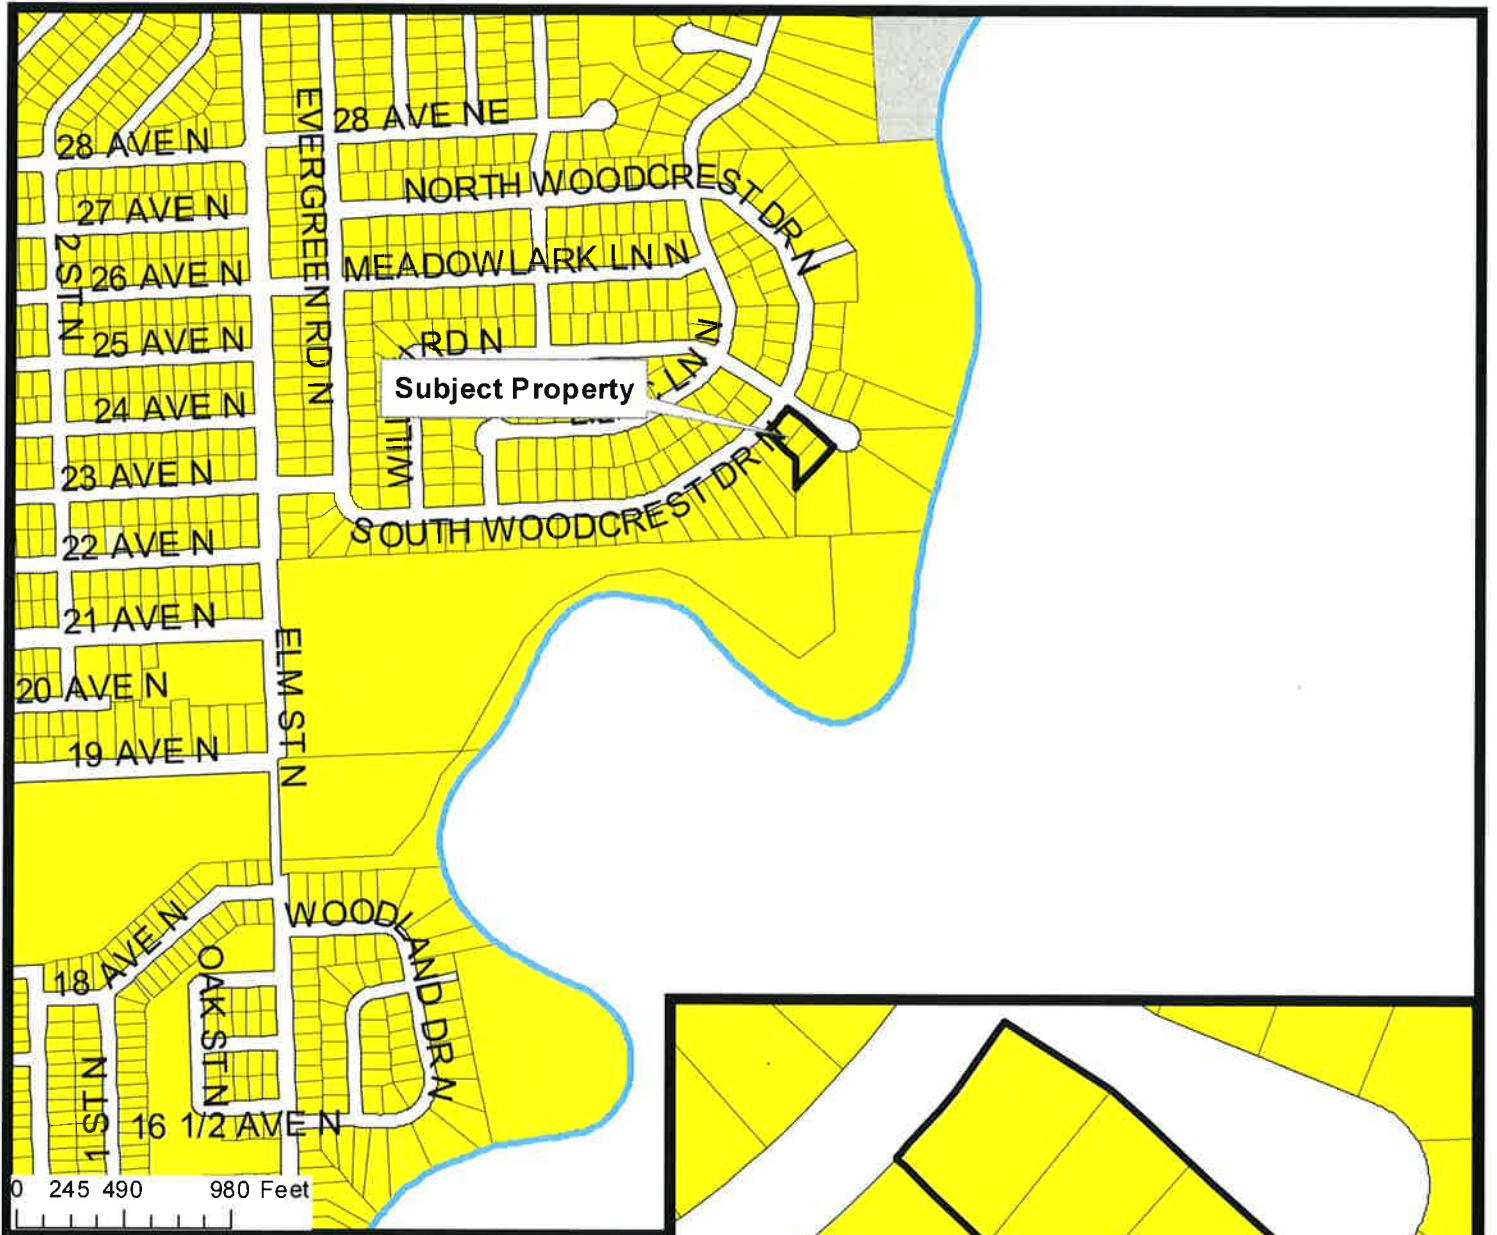 28 AVE NE
28 AVE N
EVERGREEN RD N
NORTH WOODCREST DR N
27 AVE N
2 ST N
26 AVE N
MEADOWLARK LN N
25 AVE N
RD N
N
LN
Subject Property
24 AVE N
23 AVE N
SOUTH WOODCREST DR N
22 AVE N
21 AVE N
ELM ST N
20 AVE N
19 AVE N
WOODLAND DR N
18 AVE N
OAK ST N
1 ST N
16 1/2 AVE N
0 245 490 980 Feet